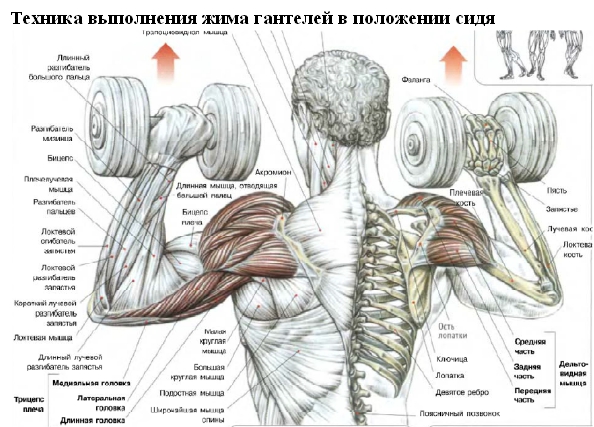 Техника выполнения жима гантелей в положении сидя
Трапециевидная мышца
Длинный
разгибатель
большого пальца
Фаланга
Разгибатель
мизинца
Бицепс
Плечелучевая
мышца
Разгибатель
пальцев
Локтевой
сгибатель
запястья
Локтевой
разгибатель
запястья
Короткий лучевой
разгибатель
запястья
Локтевая мышца
Длинный лучевой
разгибатель запястья
Акромион
Длинная мышца, отводящая
большой палец
Бицепс
плеча
Плечевая
кость
Пясть
Запястье
Лучевая кос
Локтевая
кость
Малая
круглая
мышца
Большая
круглая мышца
Подостная мышца
Широчайшая мышца
спины
Ость
лопатки
Ключица
Лопатка
Девятое ребро
Поясничный позвонок
Средняя
часть
Задняя
часть
Передняя
часть
Дельто-
видная
мышца
Трицепс
плеча
Медиальная головка
Латеральная
головка
Длинная головка